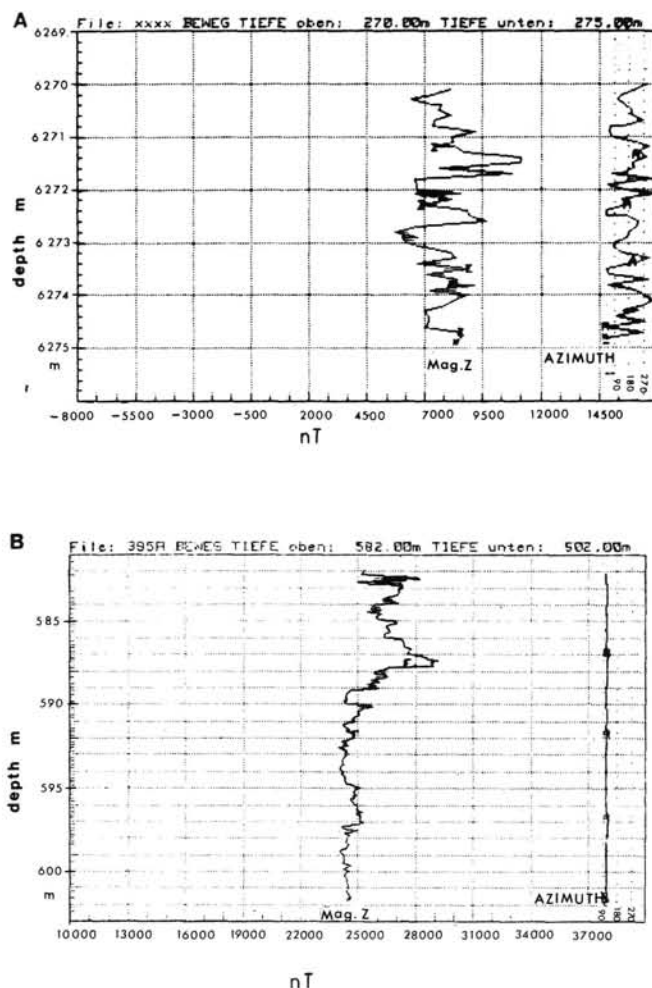 A
File: xxxx BEWEG TIEFE oben: 270.00m TIEFE unten: 275.00m
6269.
6270
6271
6272
6273
6274
6275
m
depth m
Mag.Z
AZIMUTH
1 90 180 270
-8000 -5500 -3000 -500 2000 4500 7000 9500 12000 14500
nT
B
File: 395A BEWEG TIEFE oben: 582.00m TIEFE unten: 602.00m
585
590
595
600
m
depth m
Mag. Z
AZIMUTH
90 180 270
10000 13000 16000 19000 22000 25000 28000 31000 34000 37000
nT